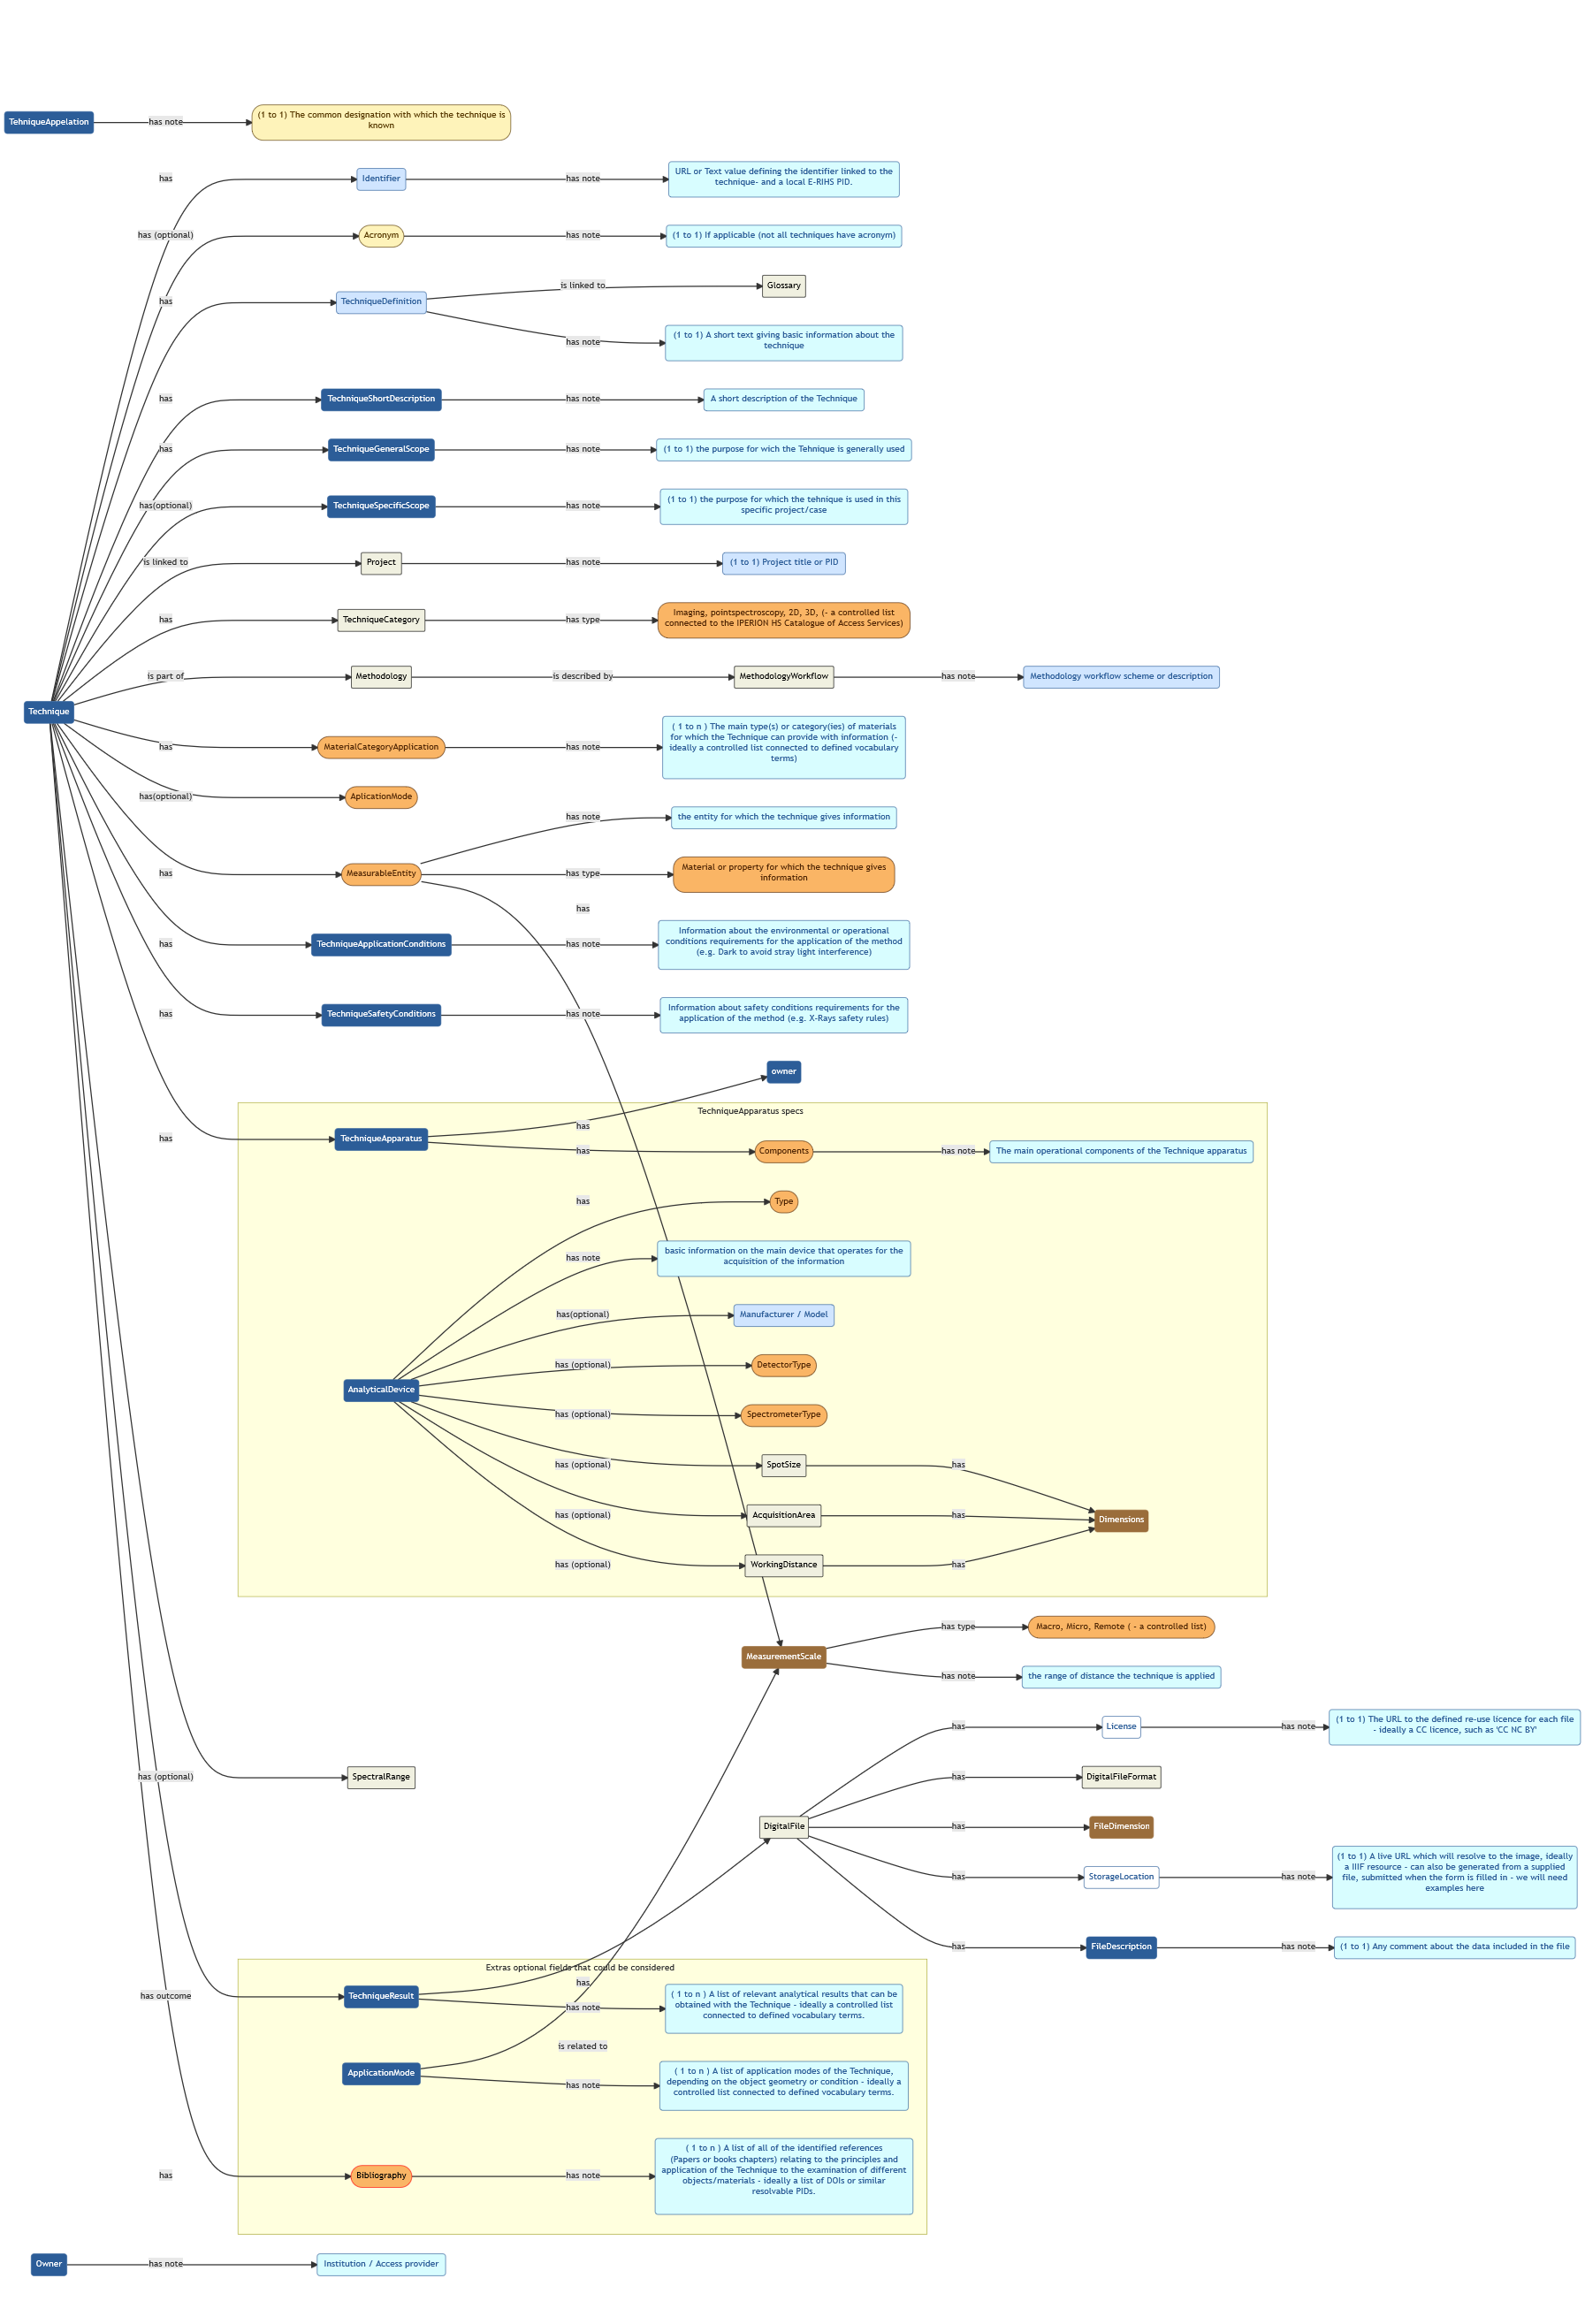 TehniqueAppelation
has note
(1 to 1) The common designation with which the technique is
known
has
Identifier
has note
URL or Text value defining the identifier linked to the
technique- and a local E-RIHS PID.
has (optional)
Acronym
has note
(1 to 1) If applicable (not all techniques have acronym)
has
TechniqueDefinition
is linked to
Glossary
has note
(1 to 1) A short text giving basic information about the
technique
has
TechniqueShortDescription
has note
A short description of the Technique
has
TechniqueGeneralScope
has note
(1 to 1) the purpose for wich the Tehnique is generally used
has(optional)
TechniqueSpecificScope
has note
(1 to 1) the purpose for which the tehnique is used in this
specific project/case
is linked to
Project
has note
(1 to 1) Project title or PID
has
TechniqueCategory
has type
Imaging, pointspectroscopy, 2D, 3D, (- a controlled list
connected to the IPERION HS Catalogue of Access Services)
is part of
Methodology
is described by
MethodologyWorkflow
has note
Methodology workflow scheme or description
Technique
has
MaterialCategoryApplication
has note
( 1 to n ) The main type(s) or category(ies) of materials
for which the Technique can provide with information (-
ideally a controlled list connected to defined vocabulary
terms)
has(optional)
AplicationMode
has
MeasurableEntity
has note
the entity for which the technique gives information
has type
Material or property for which the technique gives
information
has
has
TechniqueApplicationConditions
has note
Information about the environmental or operational
conditions requirements for the application of the method
(e.g. Dark to avoid stray light interference)
has
TechniqueSafetyConditions
has note
Information about safety conditions requirements for the
application of the method (e.g. X-Rays safety rules)
owner
TechniqueApparatus specs
has
TechniqueApparatus
has
has
Components
has note
The main operational components of the Technique apparatus
has
Type
has note
basic information on the main device that operates for the
acquisition of the information
has(optional)
Manufacturer / Model
has (optional)
DetectorType
AnalyticalDevice
has (optional)
SpectrometerType
has (optional)
SpotSize
has
has (optional)
AcquisitionArea
has
Dimensions
has (optional)
WorkingDistance
has
MeasurementScale
has type
Macro, Micro, Remote ( - a controlled list)
has note
the range of distance the technique is applied
has
License
has note
(1 to 1) The URL to the defined re-use licence for each file
- ideally a CC licence, such as 'CC NC BY'
has (optional)
SpectralRange
has
DigitalFileFormat
DigitalFile
has
FileDimension
has
StorageLocation
has note
(1 to 1) A live URL which will resolve to the image, ideally
a IIIF resource - can also be generated from a supplied
file, submitted when the form is filled in - we will need
examples here
has
FileDescription
has note
(1 to 1) Any comment about the data included in the file
Extras optional fields that could be considered
has outcome
TechniqueResult
has
has note
( 1 to n ) A list of relevant analytical results that can be
obtained with the Technique - ideally a controlled list
connected to defined vocabulary terms.
is related to
ApplicationMode
has note
( 1 to n ) A list of application modes of the Technique,
depending on the object geometry or condition - ideally a
controlled list connected to defined vocabulary terms.
has
Bibliography
has note
( 1 to n ) A list of all of the identified references
(Papers or books chapters) relating to the principles and
application of the Technique to the examination of different
objects/materials - ideally a list of DOIs or similar
resolvable PIDs.
Owner
has note
Institution / Access provider